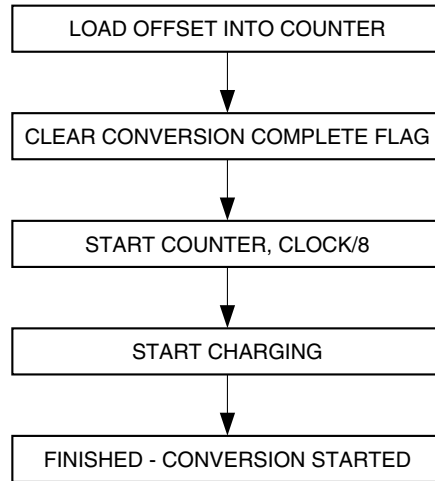 LOAD OFFSET INTO COUNTER
CLEAR CONVERSION COMPLETE FLAG
START COUNTER, CLOCK/8
START CHARGING
FINISHED - CONVERSION STARTED